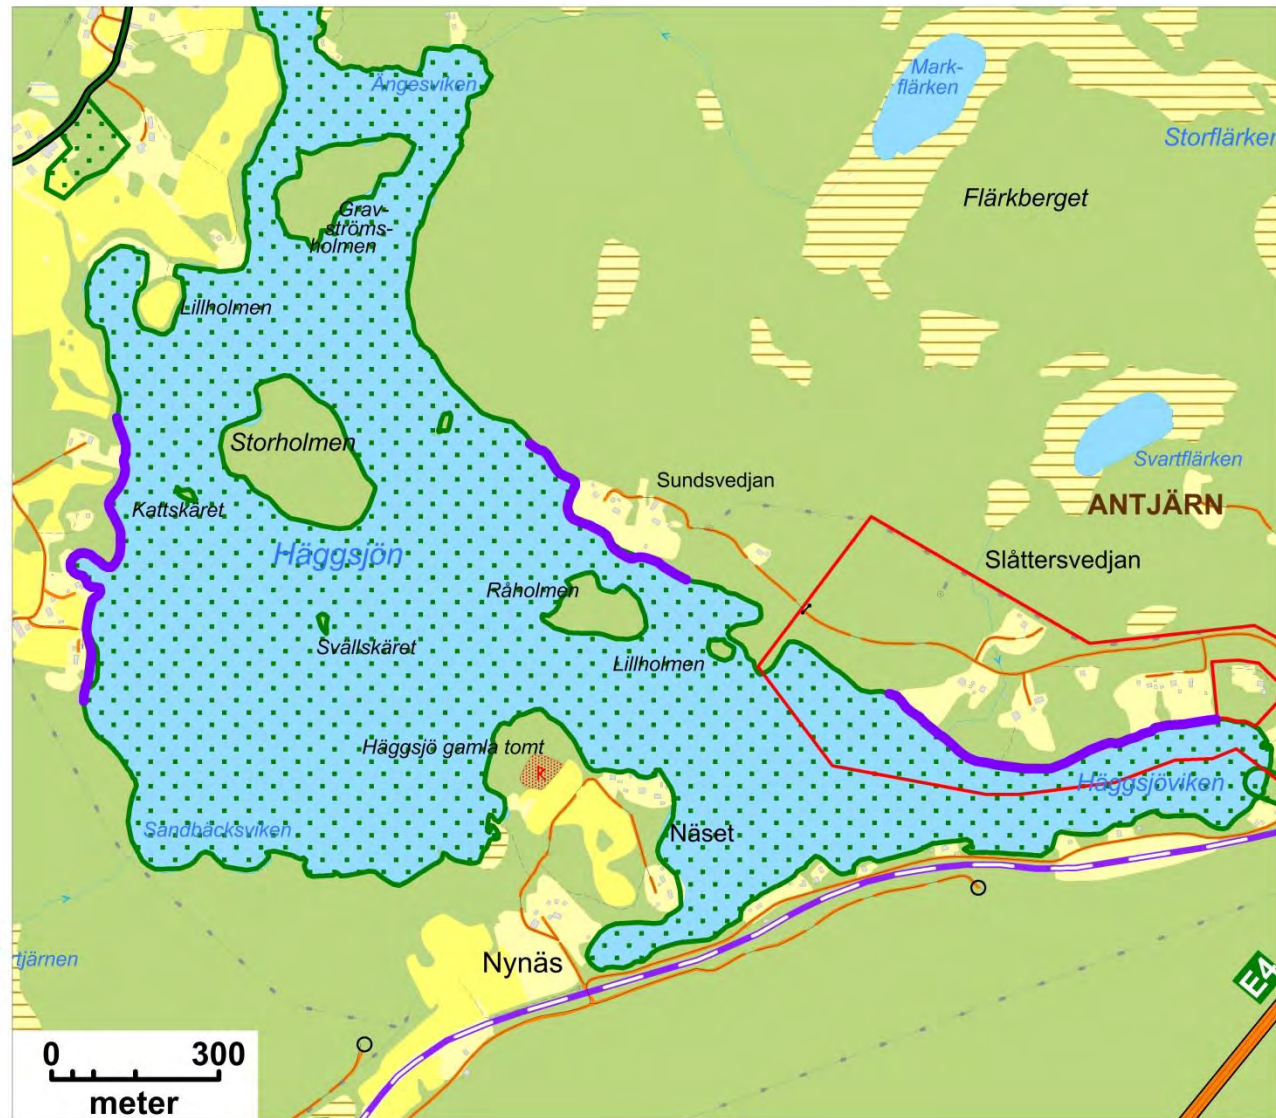 Ängesviken
Mark-
flärken
Storflärken
Flärkberget
Grav-
ströms-
holmen
Lillholmen
Storholmen
Sundsvedjan
Svartflärken
Kattskäret
ANTJÄRN
Häggsjön
Slåttersvedjan
Råholmen
Svällskäret
Lillholmen
Häggsjö gamla tomt
R
Häggsjöviken
Sandbäcksviken
Näset
Nynäs
tjärnen
E4
0 300
meter